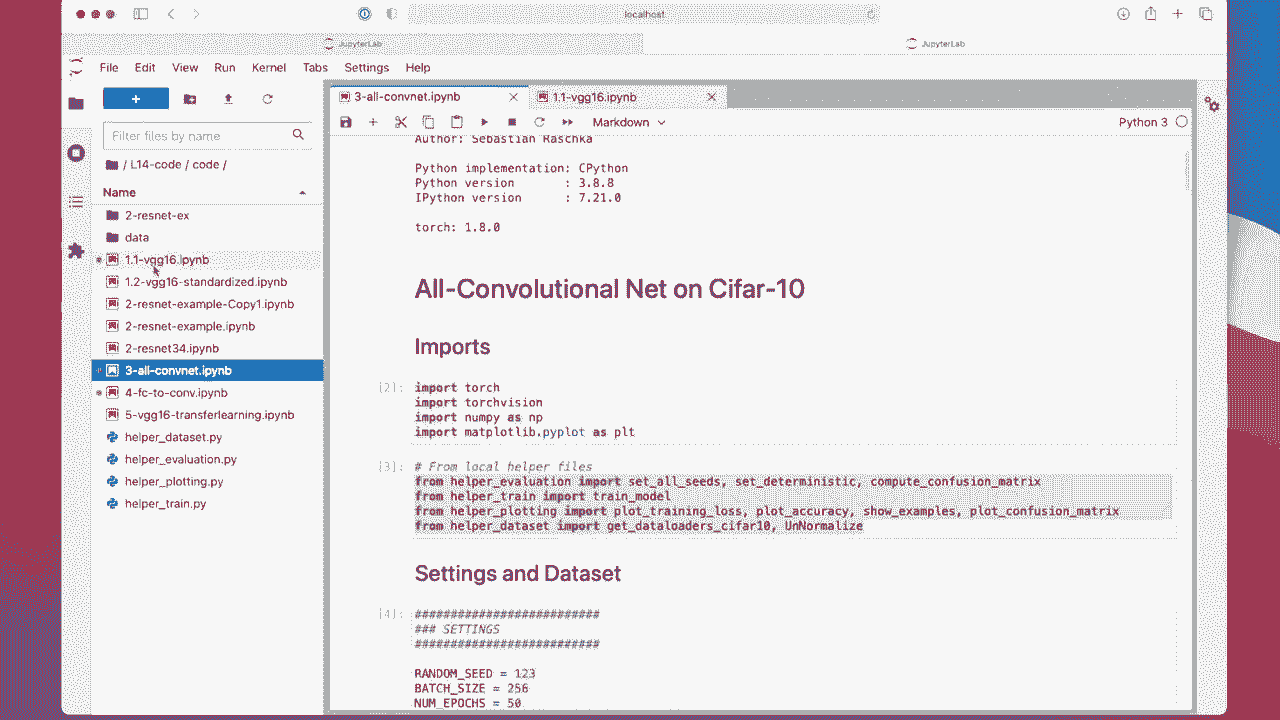 localhost
JupyterLab
JupyterLab
File Edit View Run Kernel Tabs Settings Help
+
3-all-convnet.ipynb
1.1-vgg16.ipynb
Markdown
Python 3
Filter files by name
/ L14-code / code /
Name
2-resnet-ex
data
1.1-vgg16.ipynb
1.2-vgg16-standardized.ipynb
2-resnet-example-Copy1.ipynb
2-resnet-example.ipynb
2-resnet34.ipynb
3-all-convnet.ipynb
4-fc-to-conv.ipynb
5-vgg16-transferlearning.ipynb
helper_dataset.py
helper_evaluation.py
helper_plotting.py
helper_train.py
Author: Sebastian Raschka
Python implementation: CPython
Python version : 3.8.8
IPython version : 7.21.0
torch: 1.8.0
All-Convolutional Net on Cifar-10
Imports
[2]: import torch
import torchvision
import numpy as np
import matplotlib.pyplot as plt
[3]: # From local helper files
from helper_evaluation import set_all_seeds, set_deterministic, compute_confusion_matrix
from helper_train import train_model
from helper_plotting import plot_training_loss, plot_accuracy, show_examples, plot_confusion_matrix
from helper_dataset import get_dataloaders_cifar10, UnNormalize
Settings and Dataset
[4]: ##########################
### SETTINGS
##########################
RANDOM_SEED = 123
BATCH_SIZE = 256
NUM_EPOCHS = 50